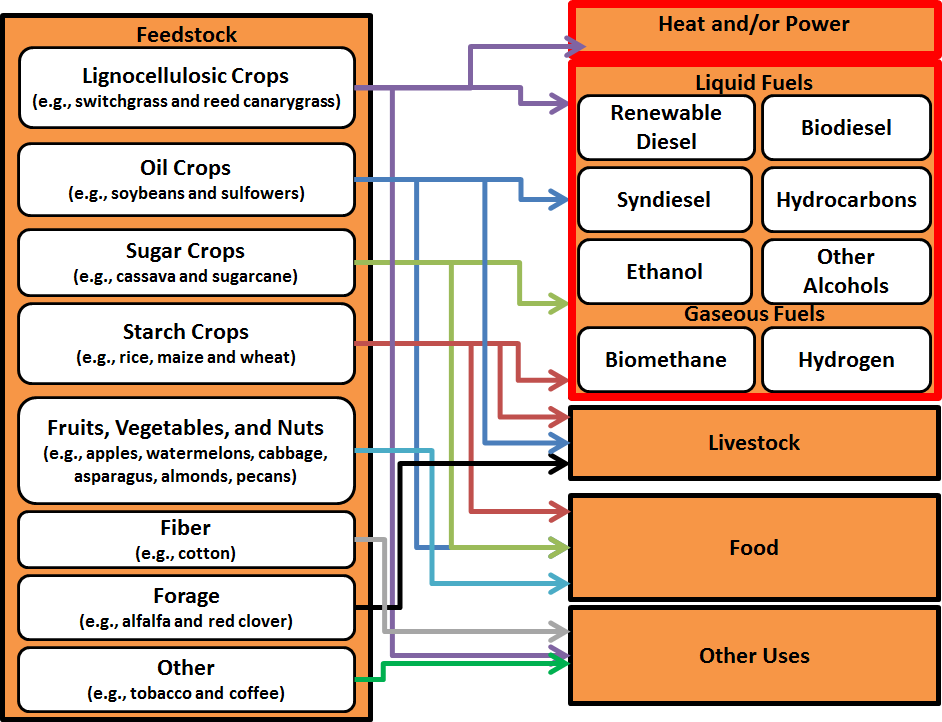 Feedstock
Lignocellulosic Crops
(e.g., switchgrass and reed canarygrass)
Oil Crops
(e.g., soybeans and sulfowers)
Sugar Crops
(e.g., cassava and sugarcane)
Starch Crops
(e.g., rice, maize and wheat)
Fruits, Vegetables, and Nuts
(e.g., apples, watermelons, cabbage,
asparagus, almonds, pecans)
Fiber
(e.g., cotton)
Forage
(e.g., alfalfa and red clover)
Other
(e.g., tobacco and coffee)
Heat and/or Power
Liquid Fuels
Renewable
Diesel
Biodiesel
Syndiesel
Hydrocarbons
Ethanol
Other
Alcohols
Gaseous Fuels
Biomethane
Hydrogen
Livestock
Food
Other Uses